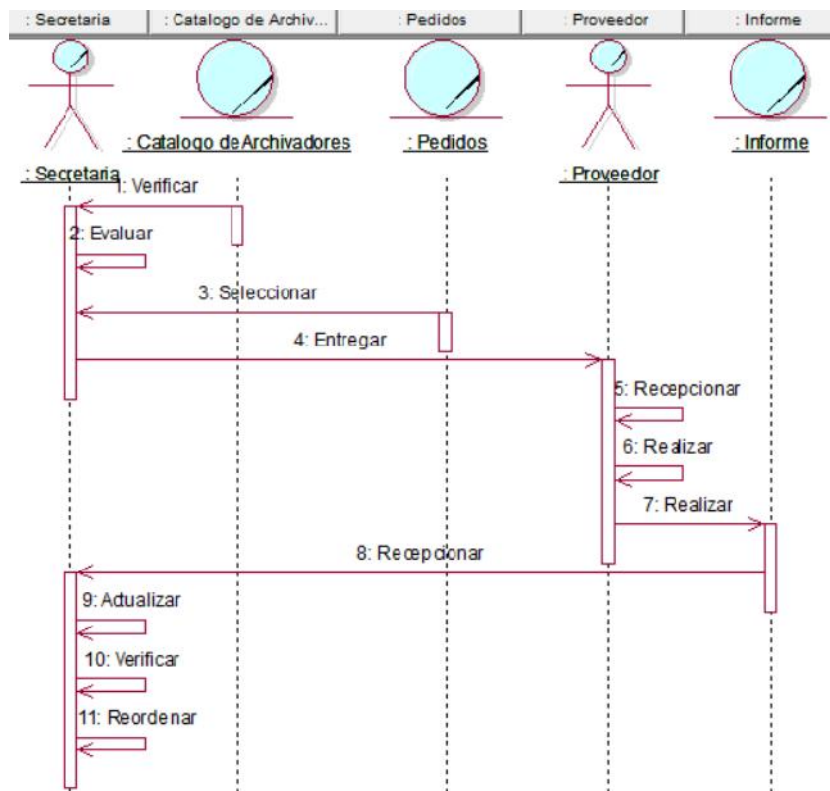 : Secretaria
: Catalogo de Archiv...
: Pedidos
: Proveedor
: Informe
: Catalogo de Archivadores
: Pedidos
: Informe
: Secretaria
: Proveedor
1: Verificar
2: Evaluar
3: Seleccionar
4: Entregar
5: Recepcionar
6: Realizar
7: Realizar
8: Recepcionar
9: Actualizar
10: Verificar
11: Reordenar